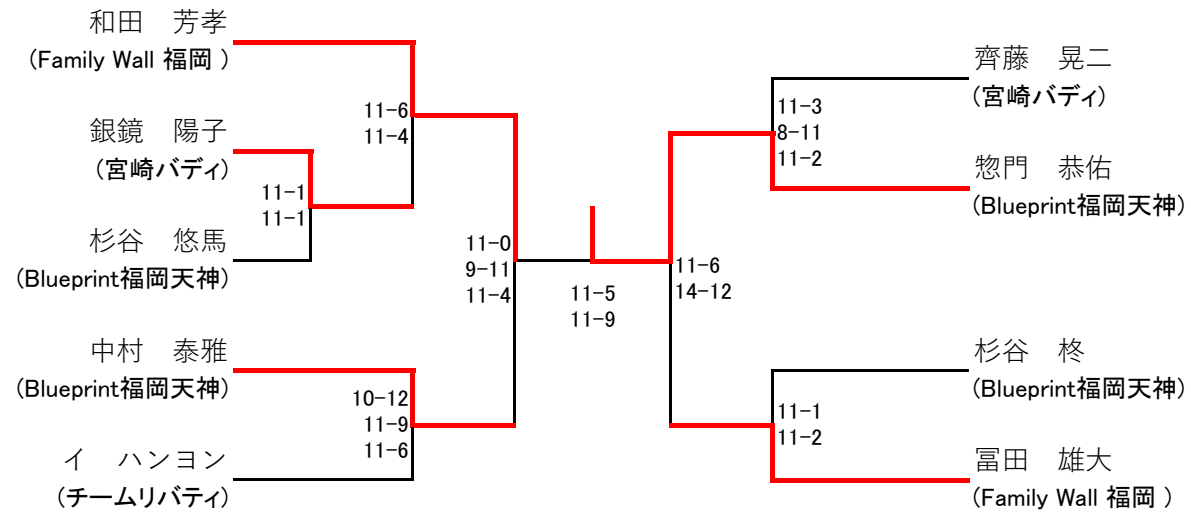 和田　芳孝
(Family Wall 福岡 )
11-6
11-4
銀鏡　陽子
(宮崎バディ)
11-1
11-1
杉谷　悠馬
(Blueprint福岡天神)
11-0
9-11
11-4
中村　泰雅
(Blueprint福岡天神)
10-12
11-9
11-6
イ　ハンヨン
(チームリバティ)
11-5
11-9
齊藤　晃二
(宮崎バディ)
11-3
8-11
11-2
惣門　恭佑
(Blueprint福岡天神)
11-6
14-12
杉谷　柊
(Blueprint福岡天神)
11-1
11-2
冨田　雄大
(Family Wall 福岡 )